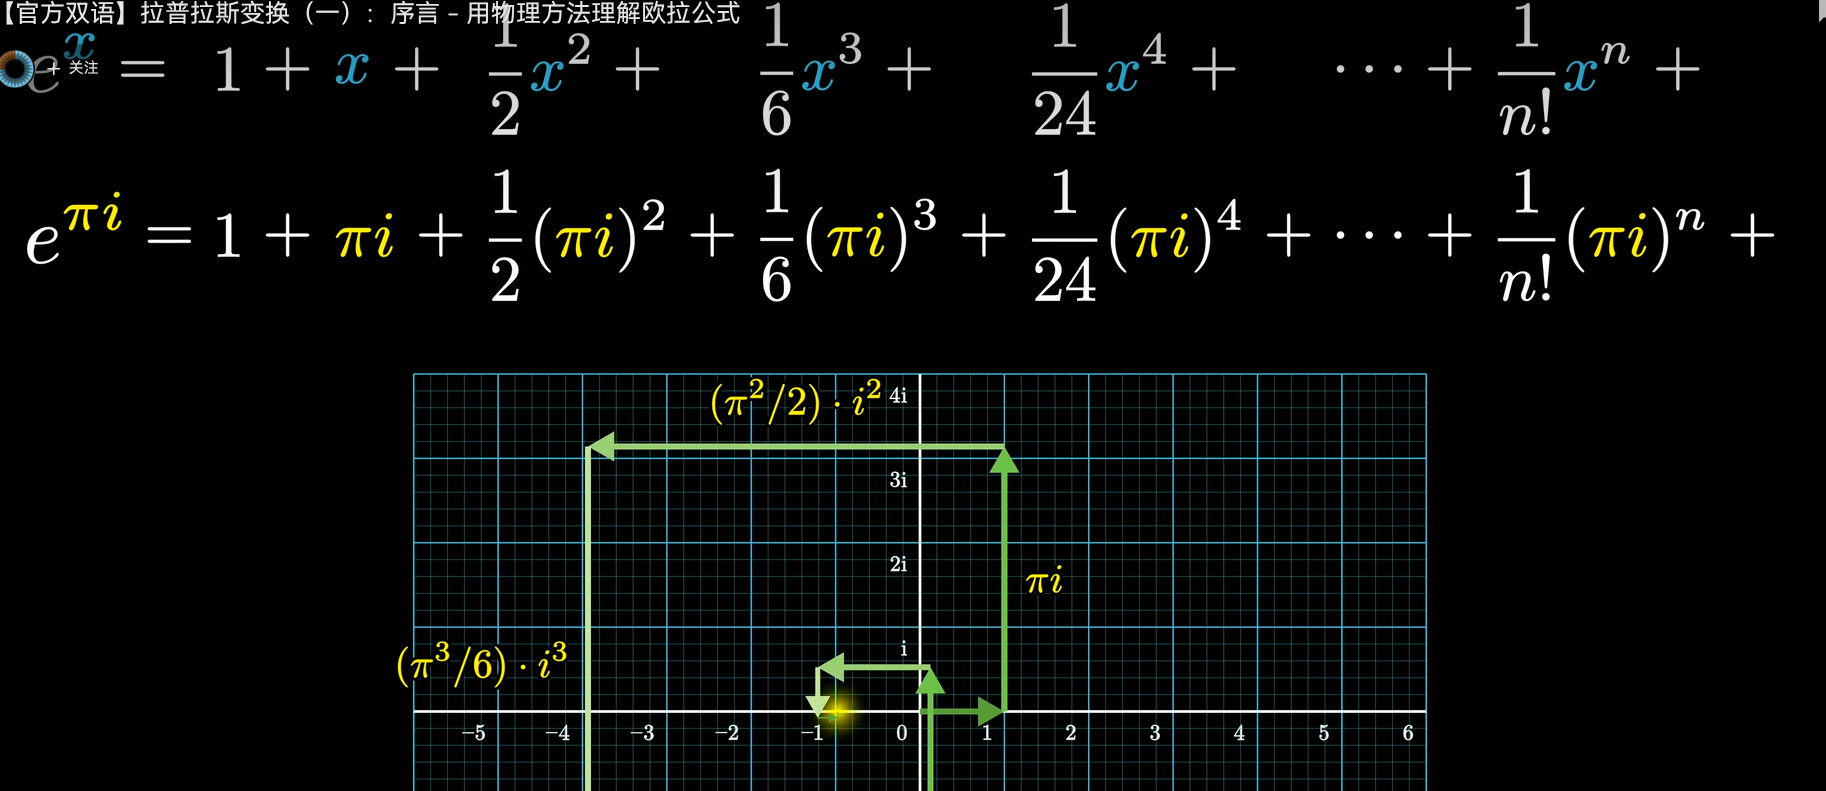 【官方双语】拉普拉斯变换（一）：序言 - 用物理方法理解欧拉公式
+ 关注
e^x = 1 + x + 1/2 x^2 + 1/6 x^3 + 1/24 x^4 + ⋯ + 1/n! x^n +
e^{πi} = 1 + πi + 1/2 (πi)^2 + 1/6 (πi)^3 + 1/24 (πi)^4 + ⋯ + 1/n! (πi)^n +
(π^2/2) · i^2
4i
3i
2i
πi
i
(π^3/6) · i^3
−5 −4 −3 −2 −1 0 1 2 3 4 5 6